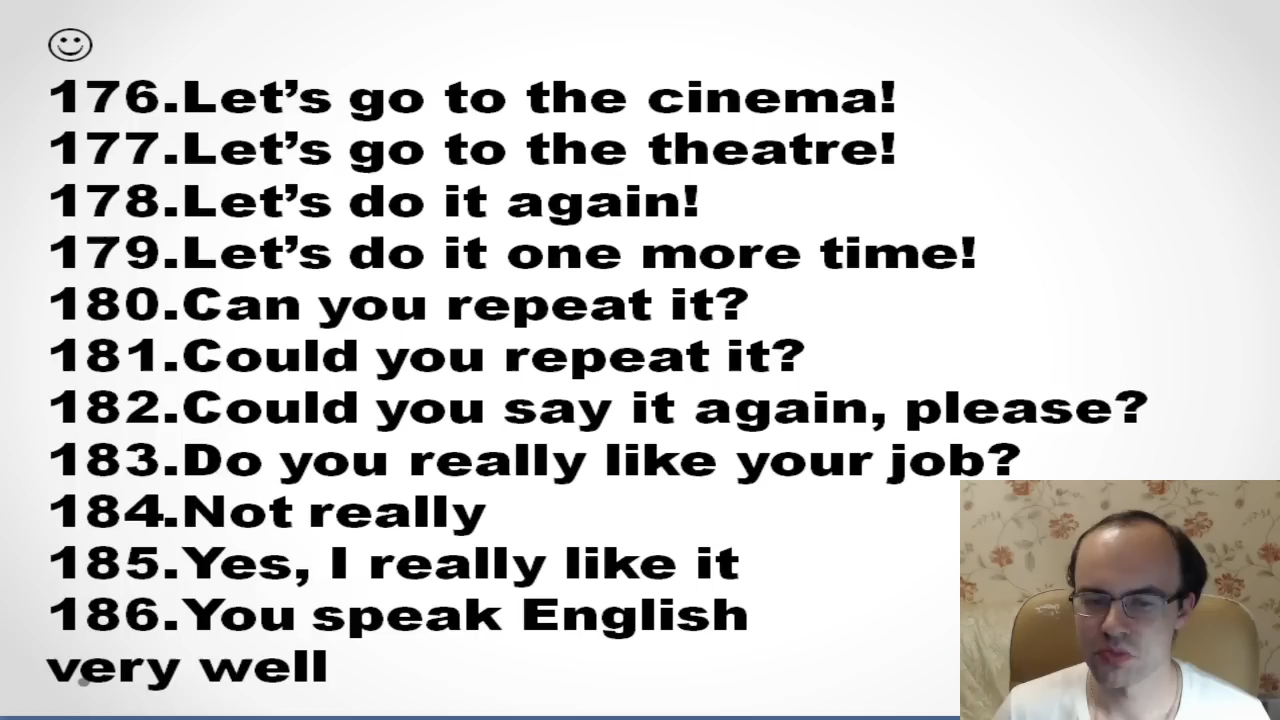 176.Let’s go to the cinema!
177.Let’s go to the theatre!
178.Let’s do it again!
179.Let’s do it one more time!
180.Can you repeat it?
181.Could you repeat it?
182.Could you say it again, please?
183.Do you really like your job?
184.Not really
185.Yes, I really like it
186.You speak English
very well